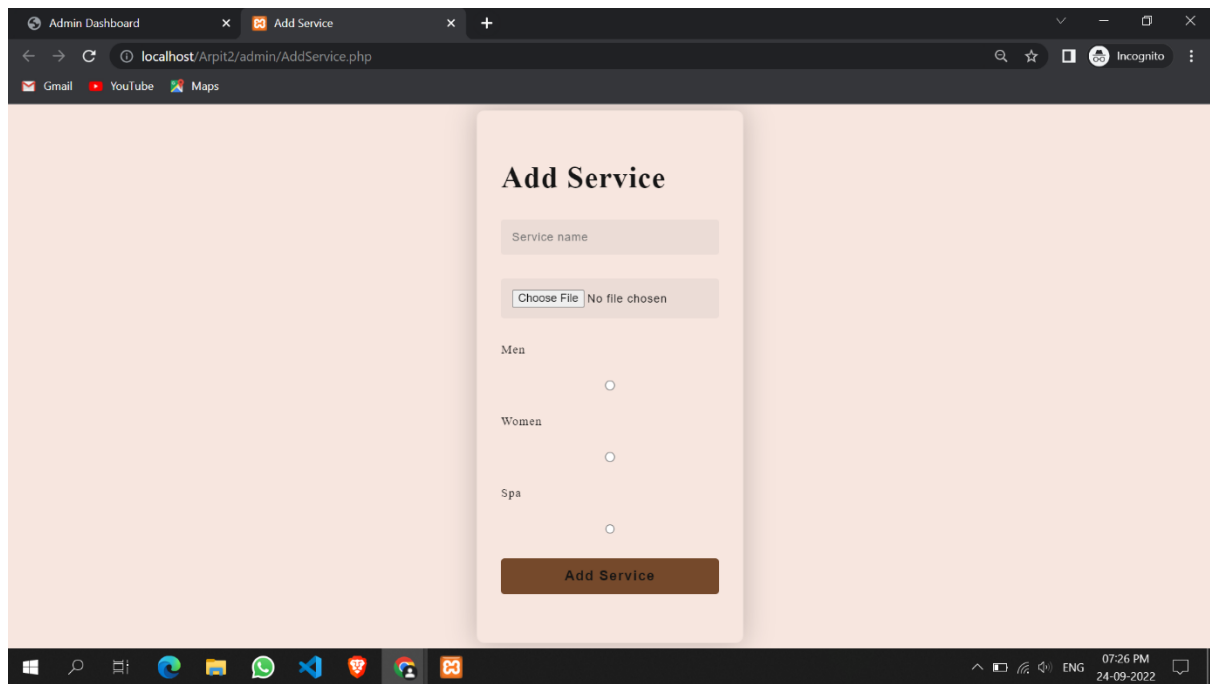 Admin Dashboard
Add Service
localhost/Arpit2/admin/AddService.php
Incognito
Gmail
YouTube
Maps
Add Service
Service name
Choose File No file chosen
Men
Women
Spa
Add Service
ENG
07:26 PM
24-09-2022